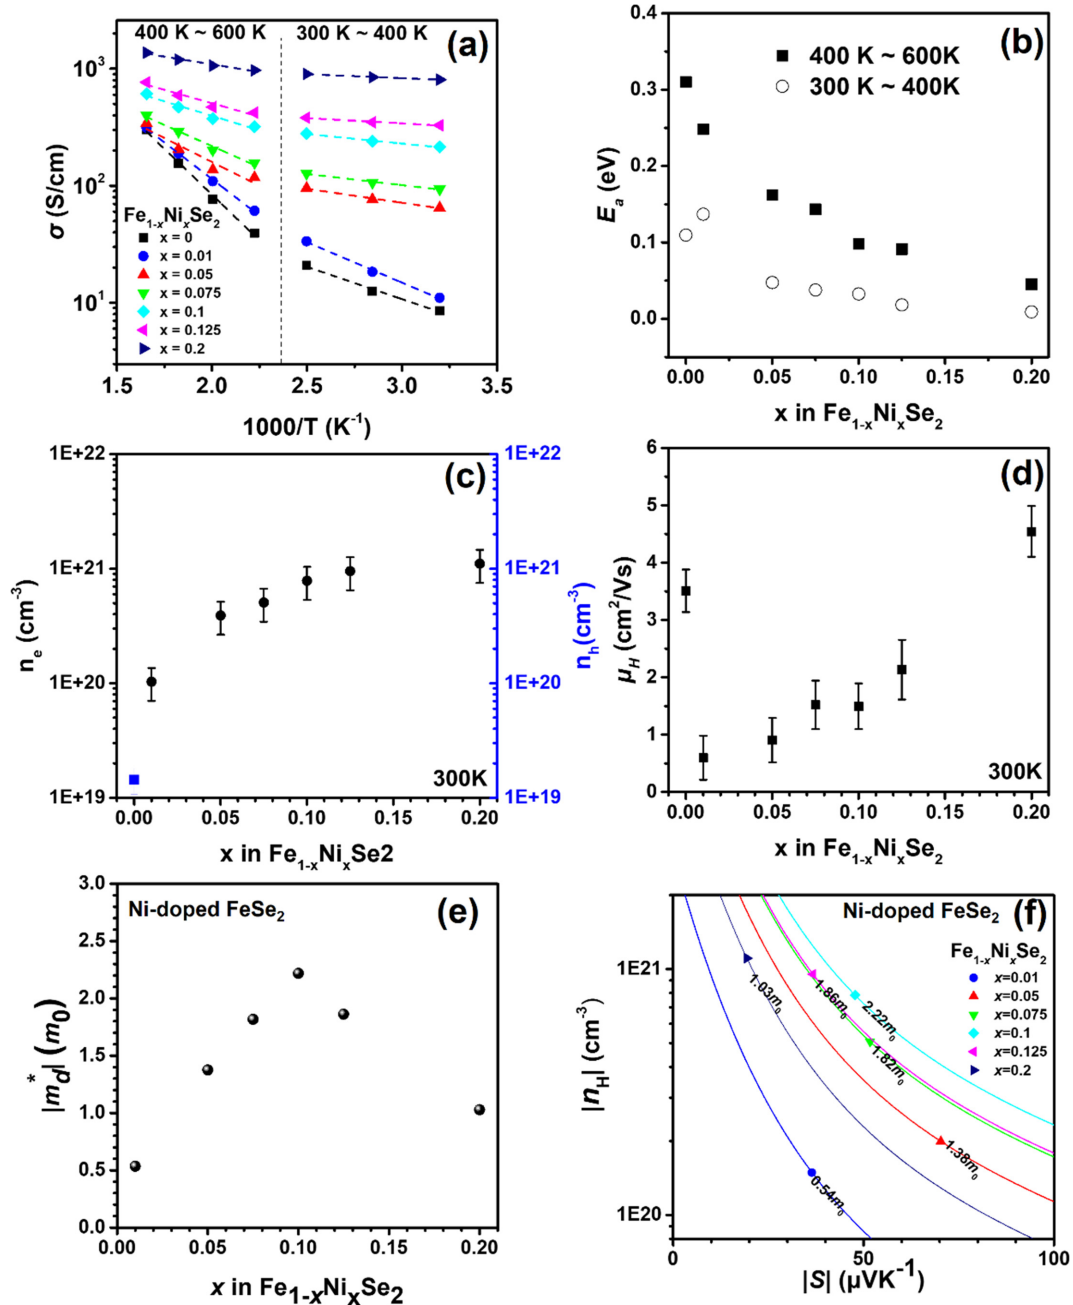 400 K ~ 600 K 300 K ~ 400 K (a)
10³
10²
10¹
σ (S/cm)
Fe₁₋ₓNiₓSe₂
x = 0
x = 0.01
x = 0.05
x = 0.075
x = 0.1
x = 0.125
x = 0.2
1.5 2.0 2.5 3.0 3.5
1000/T (K⁻¹)
(b)
400 K ~ 600K
300 K ~ 400K
0.4
0.3
0.2
0.1
0.0
Eₐ (eV)
0.00 0.05 0.10 0.15 0.20
x in Fe₁₋ₓNiₓSe₂
(c)
1E+22
1E+21
1E+20
1E+19
nₑ (cm⁻³)
1E+22
1E+21
1E+20
1E+19
nₕ(cm⁻³)
300K
0.00 0.05 0.10 0.15 0.20
x in Fe₁₋ₓNiₓSe2
(d)
6
5
4
3
2
1
0
μH (cm²/Vs)
300K
0.00 0.05 0.10 0.15 0.20
x in Fe₁₋ₓNiₓSe₂
Ni-doped FeSe₂ (e)
3.0
2.5
2.0
1.5
1.0
0.5
0.0
|m*d| (m0)
0.00 0.05 0.10 0.15 0.20
x in Fe₁₋ₓNiₓSe₂
Ni-doped FeSe₂ (f)
Fe₁₋ₓNiₓSe₂
x=0.01
x=0.05
x=0.075
x=0.1
x=0.125
x=0.2
1E21
1E20
|nH| (cm⁻³)
1.03m₀
1.86m₀
2.22m₀
1.82m₀
1.38m₀
0.54m₀
0 50 100
|S| (μVK⁻¹)